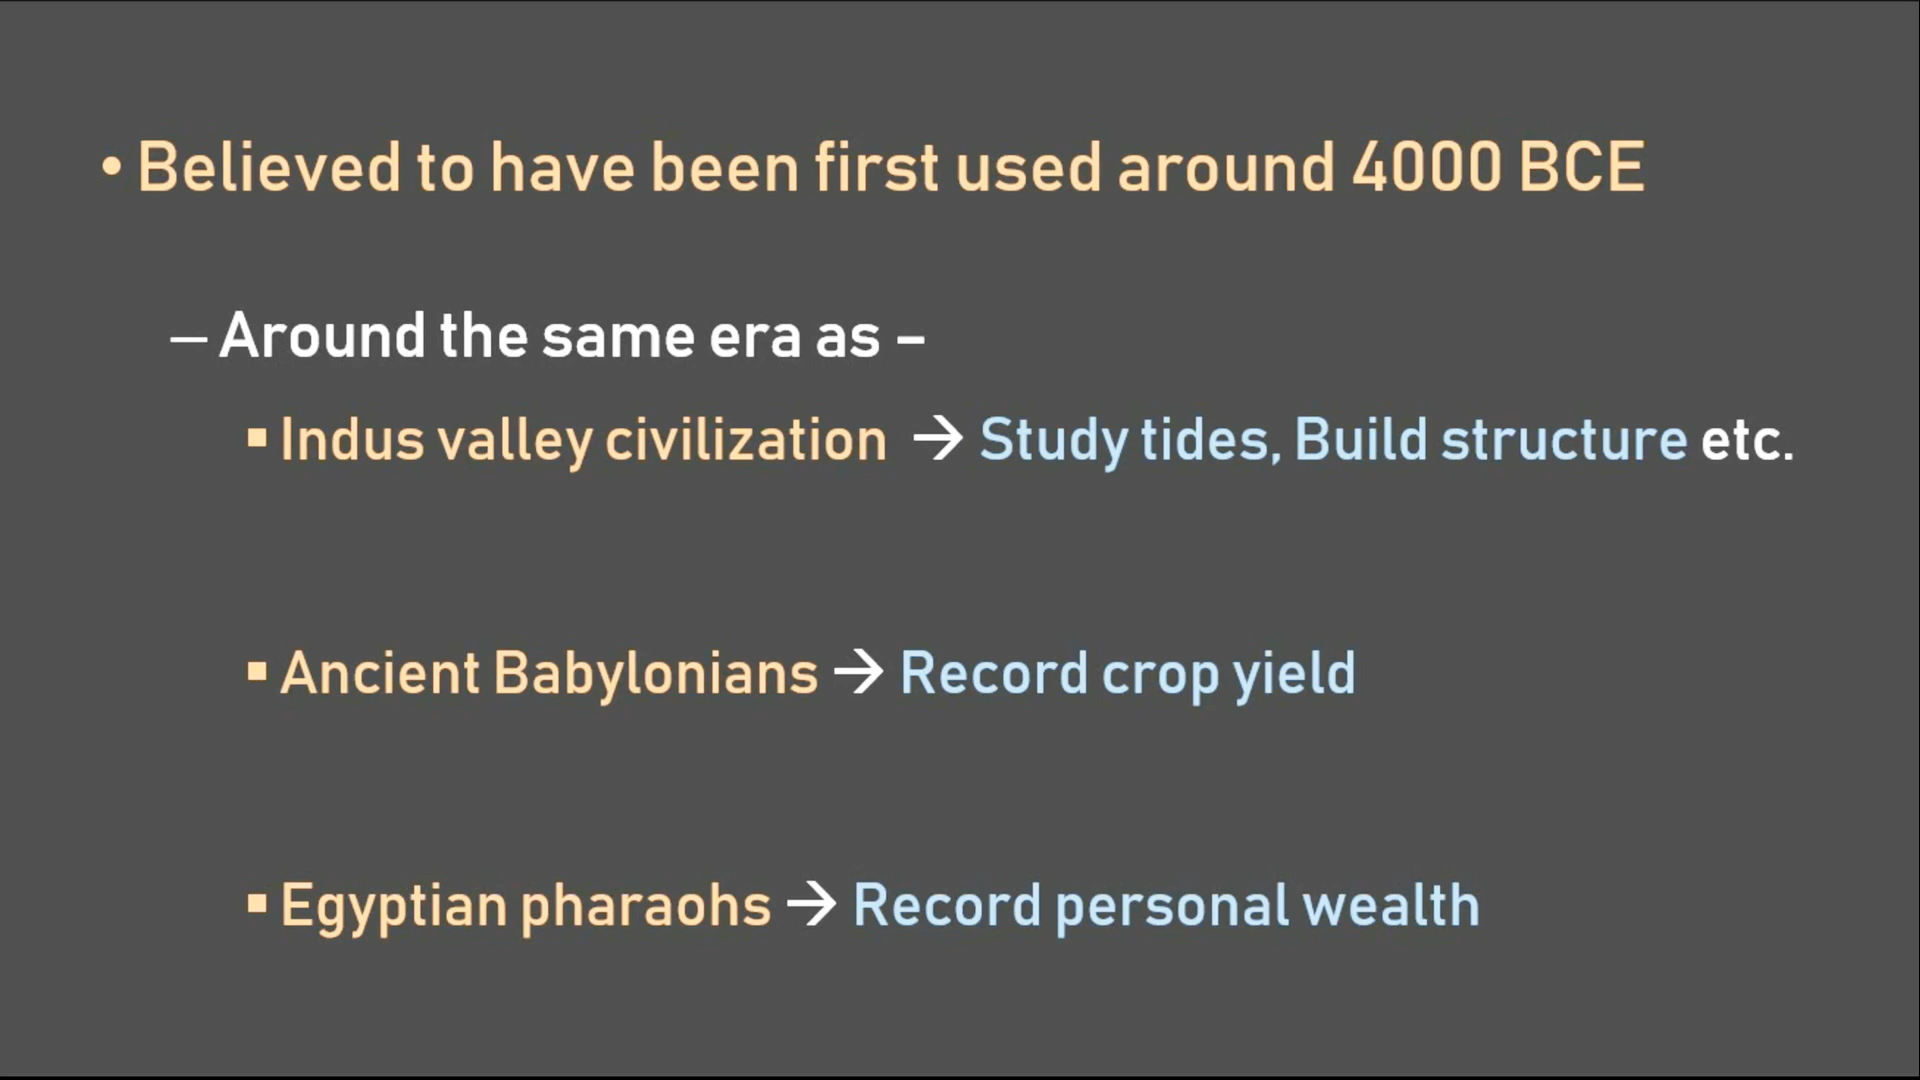 • Believed to have been first used around 4000 BCE
– Around the same era as –
▪ Indus valley civilization → Study tides, Build structure etc.
▪ Ancient Babylonians → Record crop yield
▪ Egyptian pharaohs → Record personal wealth